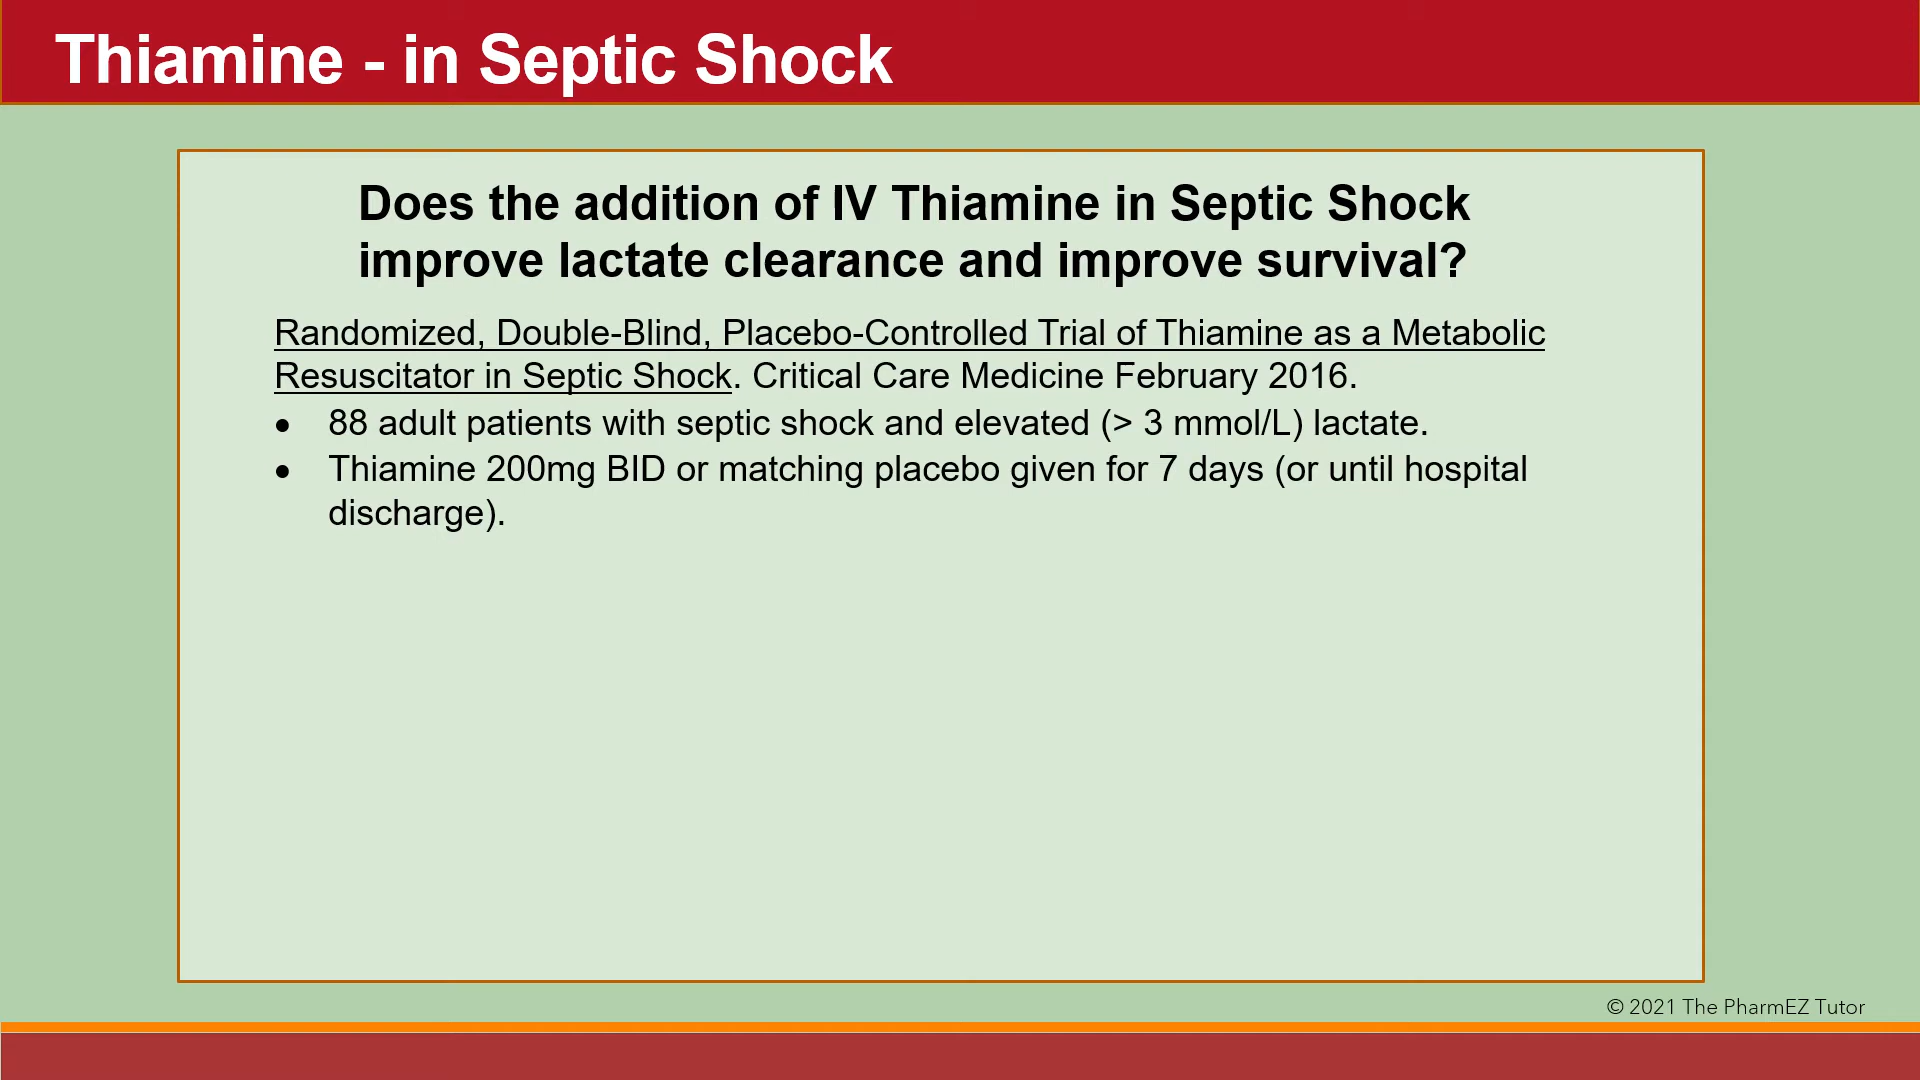 Thiamine - in Septic Shock
Does the addition of IV Thiamine in Septic Shock
improve lactate clearance and improve survival?
Randomized, Double-Blind, Placebo-Controlled Trial of Thiamine as a Metabolic
Resuscitator in Septic Shock. Critical Care Medicine February 2016.
● 88 adult patients with septic shock and elevated (> 3 mmol/L) lactate.
● Thiamine 200mg BID or matching placebo given for 7 days (or until hospital
discharge).
© 2021 The PharmEZ Tutor